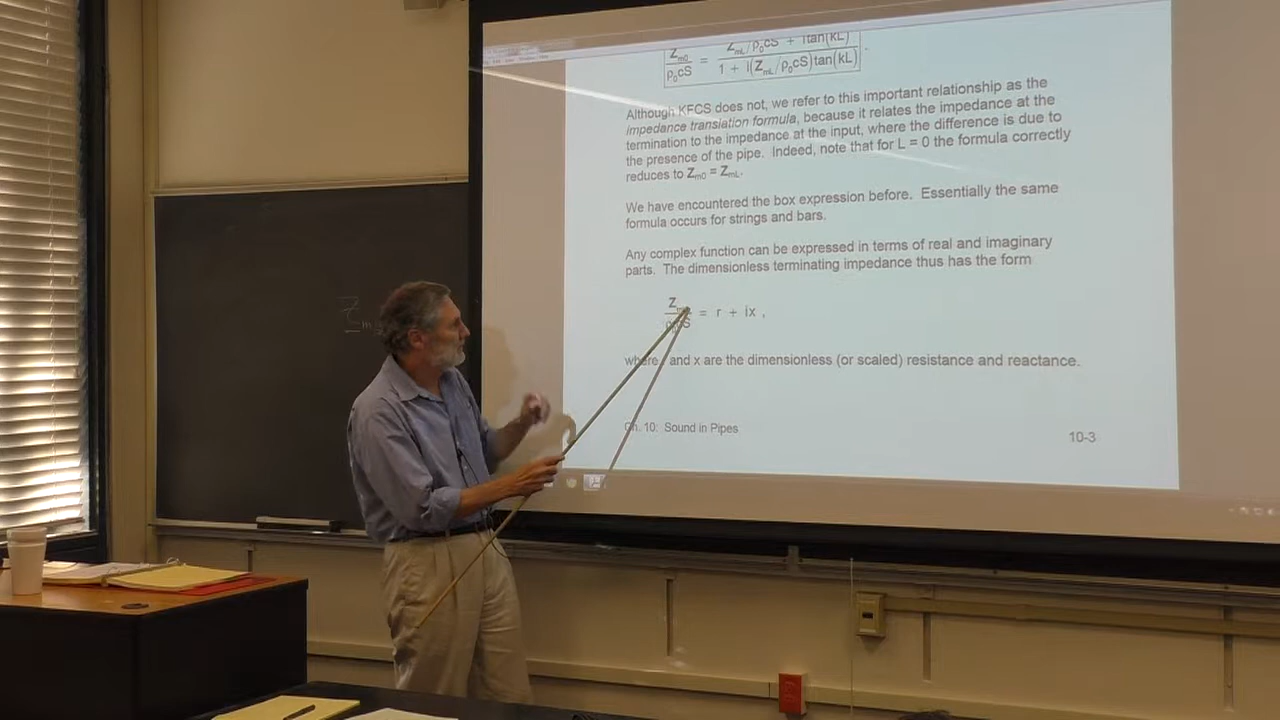 Z_m0/ρ₀cS = Z_mL/ρ₀cS + itan(kL) / 1 + i(Z_mL/ρ₀cS)tan(kL) .
Although KFCS does not, we refer to this important relationship as the
impedance translation formula, because it relates the impedance at the
termination to the impedance at the input, where the difference is due to
the presence of the pipe. Indeed, note that for L = 0 the formula correctly
reduces to Z_m0 = Z_mL.
We have encountered the box expression before. Essentially the same
formula occurs for strings and bars.
Any complex function can be expressed in terms of real and imaginary
parts. The dimensionless terminating impedance thus has the form
= r + ix ,
where and x are the dimensionless (or scaled) resistance and reactance.
Ch. 10: Sound in Pipes
10-3
Z_m